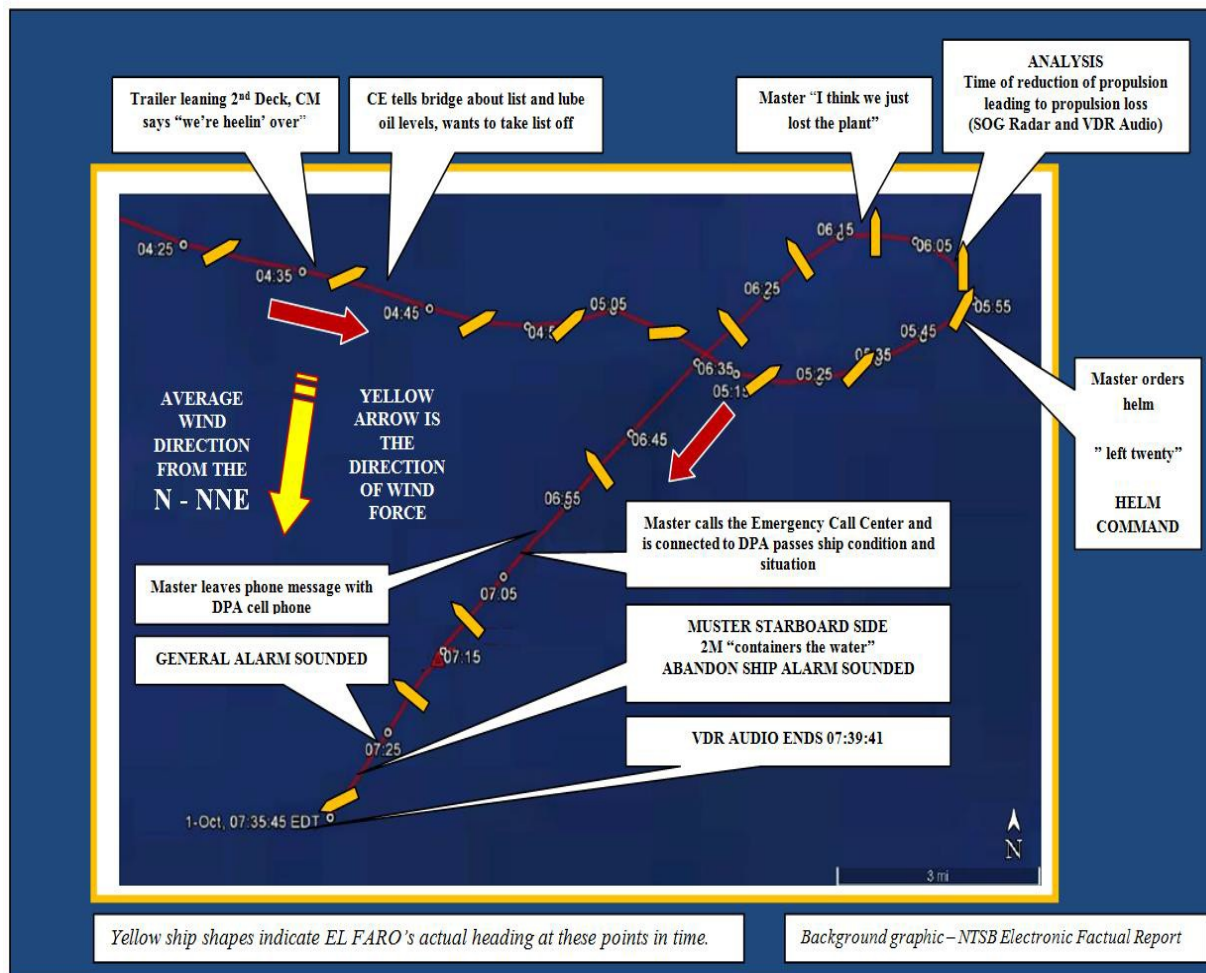 Trailer leaning 2nd Deck, CM
says “we’re heelin’ over”
CE tells bridge about list and lube
oil levels, wants to take list off
Master “I think we just
lost the plant”
ANALYSIS
Time of reduction of propulsion
leading to propulsion loss
(SOG Radar and VDR Audio)
04:25
04:35
04:45
05:05
05:15
05:25
05:35
05:45
05:55
06:05
06:15
06:25
06:35
06:45
06:55
07:05
07:15
07:25
1-Oct, 07:35:45 EDT
AVERAGE
WIND
DIRECTION
FROM THE
N - NNE
YELLOW
ARROW IS
THE
DIRECTION
OF WIND
FORCE
Master orders
helm
” left twenty”
HELM
COMMAND
Master calls the Emergency Call Center and
is connected to DPA passes ship condition and
situation
Master leaves phone message with
DPA cell phone
GENERAL ALARM SOUNDED
MUSTER STARBOARD SIDE
2M “containers the water”
ABANDON SHIP ALARM SOUNDED
VDR AUDIO ENDS 07:39:41
N
3 mi
Yellow ship shapes indicate EL FARO’s actual heading at these points in time.
Background graphic – NTSB Electronic Factual Report